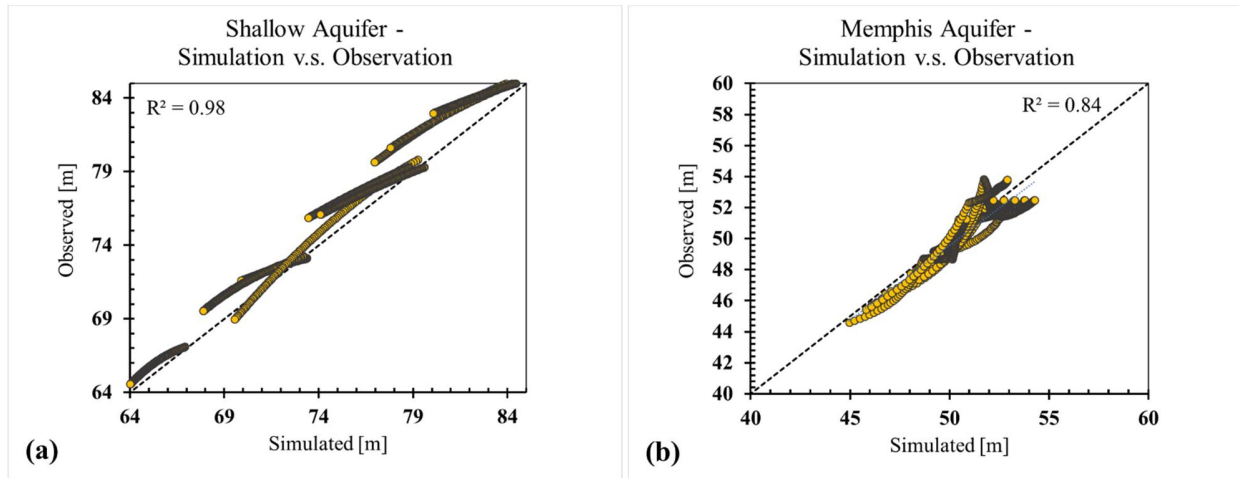 Shallow Aquifer -
Simulation v.s. Observation
R² = 0.98
84
79
74
69
64
Observed [m]
64 69 74 79 84
Simulated [m]
(a)
Memphis Aquifer -
Simulation v.s. Observation
R² = 0.84
60
58
56
54
52
50
48
46
44
42
40
Observed [m]
40 45 50 55 60
Simulated [m]
(b)